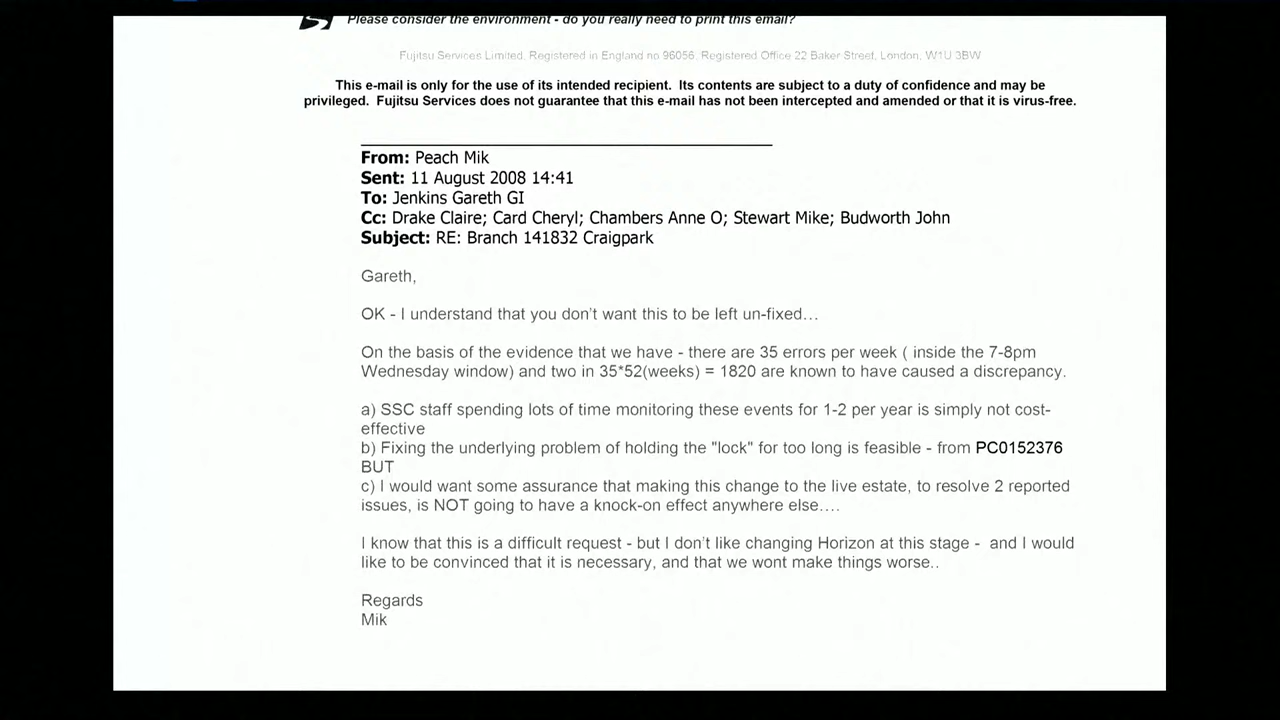 Please consider the environment - do you really need to print this email?
Fujitsu Services Limited, Registered in England no 96056, Registered Office 22 Baker Street, London, W1U 3BW
This e-mail is only for the use of its intended recipient.  Its contents are subject to a duty of confidence and may be
privileged.  Fujitsu Services does not guarantee that this e-mail has not been intercepted and amended or that it is virus-free.
From: Peach Mik
Sent: 11 August 2008 14:41
To: Jenkins Gareth GI
Cc: Drake Claire; Card Cheryl; Chambers Anne O; Stewart Mike; Budworth John
Subject: RE: Branch 141832 Craigpark
Gareth,
OK - I understand that you don't want this to be left un-fixed...
On the basis of the evidence that we have - there are 35 errors per week ( inside the 7-8pm
Wednesday window) and two in 35*52(weeks) = 1820 are known to have caused a discrepancy.
a) SSC staff spending lots of time monitoring these events for 1-2 per year is simply not cost-
effective
b) Fixing the underlying problem of holding the "lock" for too long is feasible - from PC0152376
BUT
c) I would want some assurance that making this change to the live estate, to resolve 2 reported
issues, is NOT going to have a knock-on effect anywhere else....
I know that this is a difficult request - but I don't like changing Horizon at this stage -  and I would
like to be convinced that it is necessary, and that we wont make things worse..
Regards
Mik